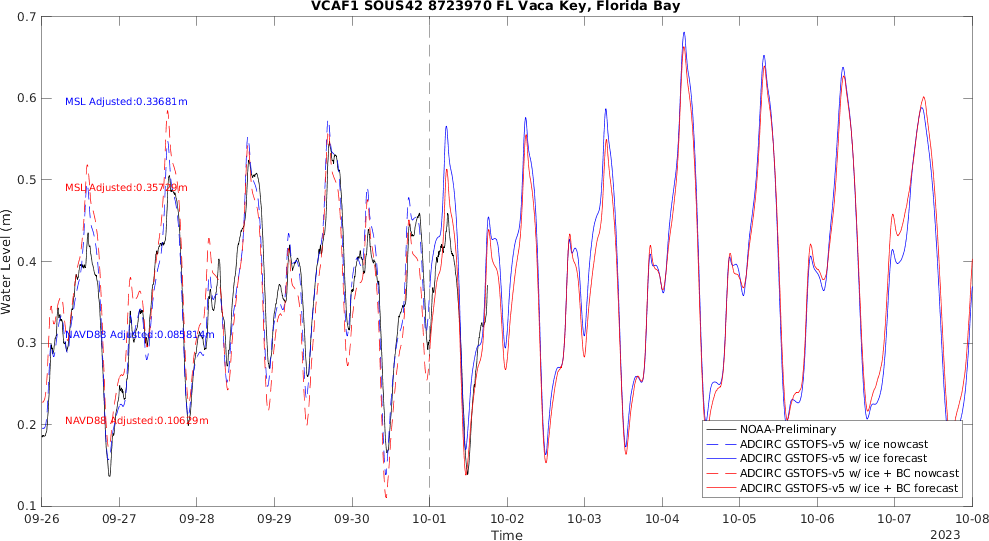 VCAF1 SOUS42 8723970 FL Vaca Key, Florida Bay
Water Level (m)
0.7
0.6
0.5
0.4
0.3
0.2
0.1
MSL Adjusted:0.33681m
MSL Adjusted:0.35729m
NAVD88 Adjusted:0.085814m
NAVD88 Adjusted:0.10629m
NOAA-Preliminary
ADCIRC GSTOFS-v5 w/ ice nowcast
ADCIRC GSTOFS-v5 w/ ice forecast
ADCIRC GSTOFS-v5 w/ ice + BC nowcast
ADCIRC GSTOFS-v5 w/ ice + BC forecast
09-26 09-27 09-28 09-29 09-30 10-01 10-02 10-03 10-04 10-05 10-06 10-07 10-08
Time
2023